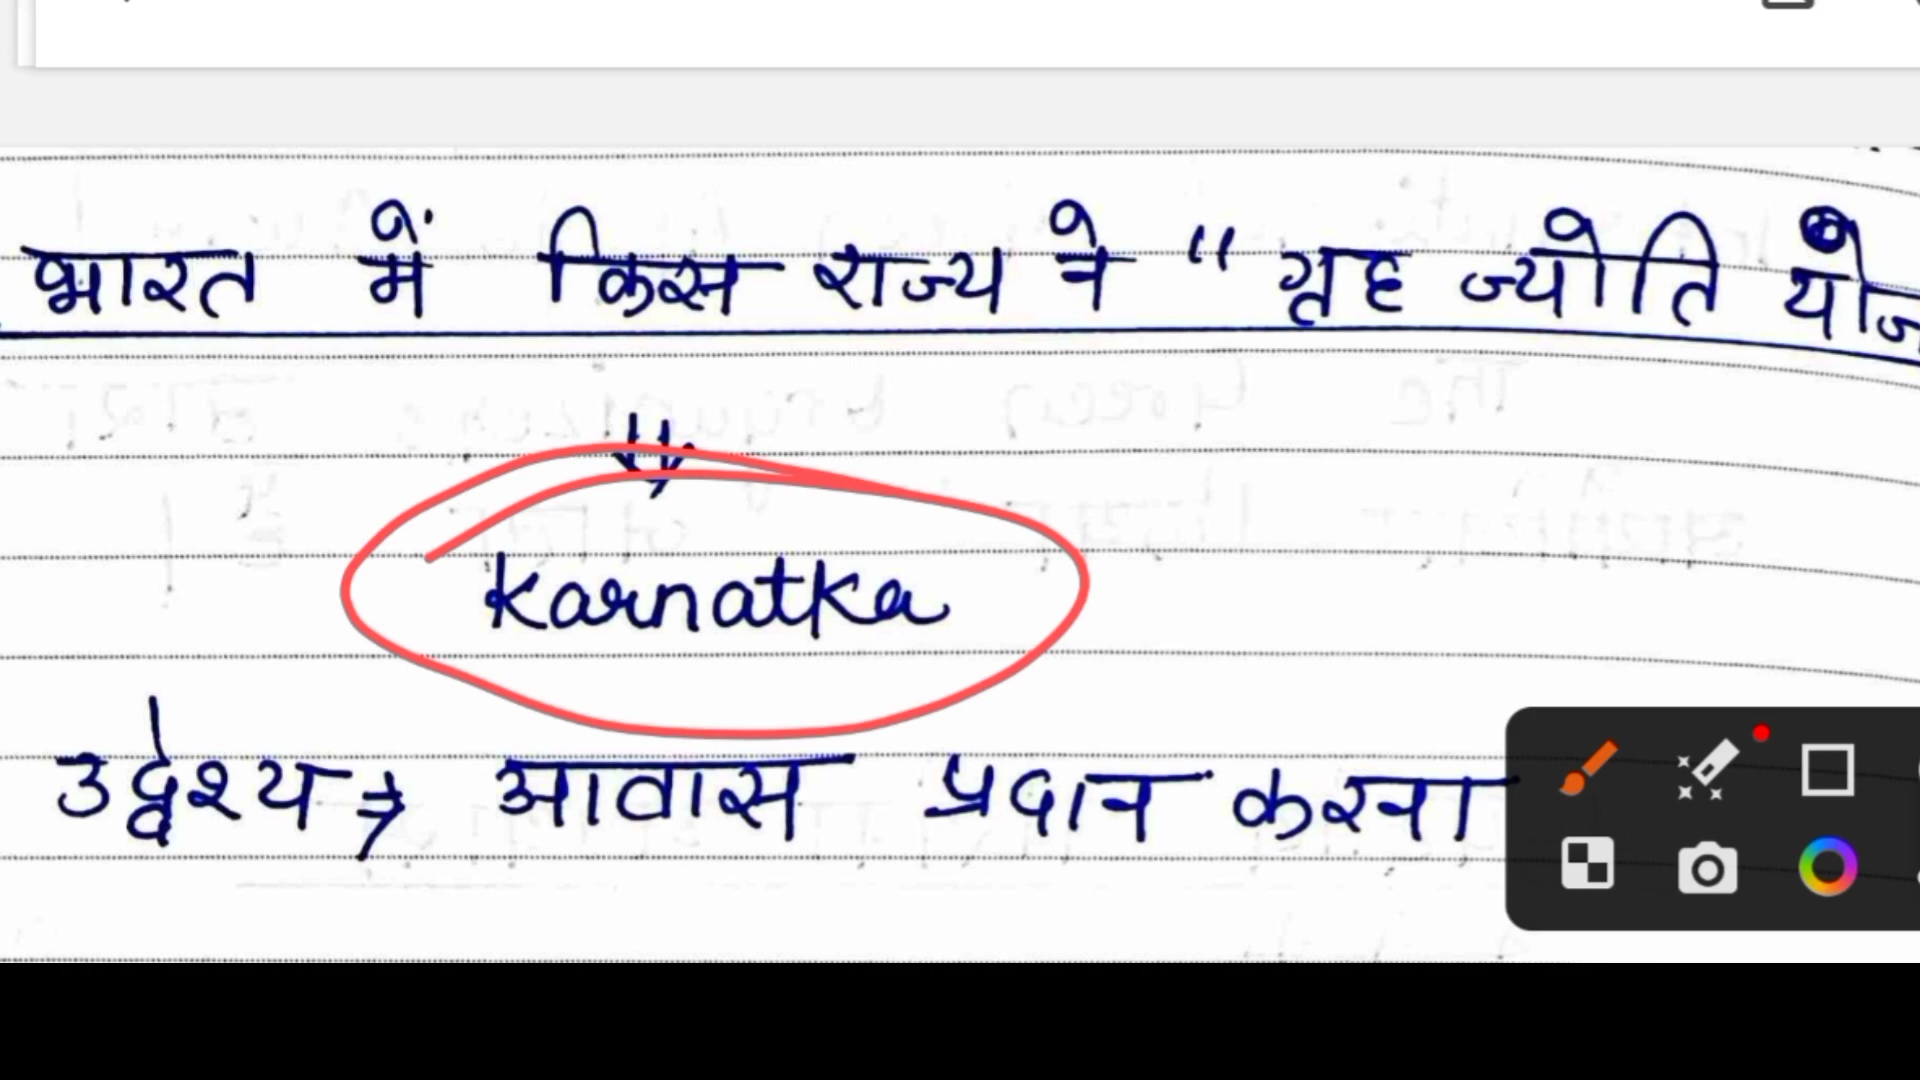 भारत में किस राज्य ने " गृह ज्योति योज
Karnatka
उद्देश्य → आवास प्रदान करना